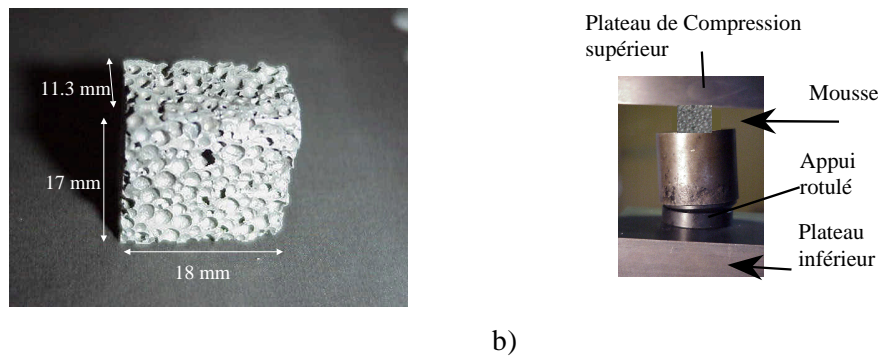 11.3 mm
17 mm
18 mm
Plateau de Compression
supérieur
Mousse
Appui
rotulé
Plateau
inférieur
b)